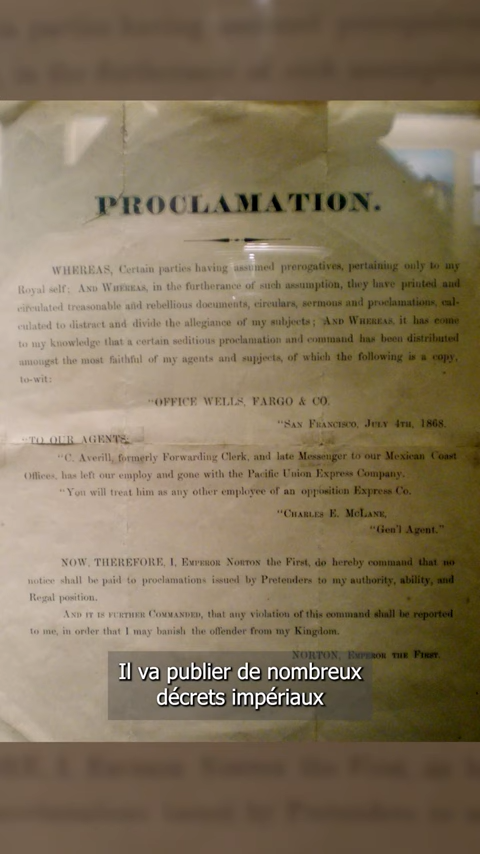 PROCLAMATION.
WHEREAS, Certain parties having assumed prerogatives, pertaining only to my
Royal self; AND WHEREAS, in the furtherance of such assumption, they have printed and
circulated treasonable and rebellious documents, circulars, sermons and proclamations, cal-
culated to distract and divide the allegiance of my subjects; AND WHEREAS, it has come
to my knowledge that a certain seditious proclamation and command has been distributed
amongst the most faithful of my agents and supjects, of which the following is a copy,
to-wit:
"OFFICE WELLS, FARGO & CO.
"SAN FRANCISCO, JULY 4TH, 1868.
"TO OUR AGENTS:
"C. Averill, formerly Forwarding Clerk, and late Messenger to our Mexican Coast
Offices, has left our employ and gone with the Pacific Union Express Company.
"You will treat him as any other employee of an opposition Express Co.
"CHARLES E. McLANE,
"Gen'l Agent."
NOW, THEREFORE, I, EMPEROR NORTON the First, do hereby command that no
notice shall be paid to proclamations issued by Pretenders to my authority, ability, and
Regal position.
AND IT IS FURTHER COMMANDED, that any violation of this command shall be reported
to me, in order that I may banish the offender from my Kingdom.
NORTON, EMPEROR THE FIRST.
Il va publier de nombreux
décrets impériaux